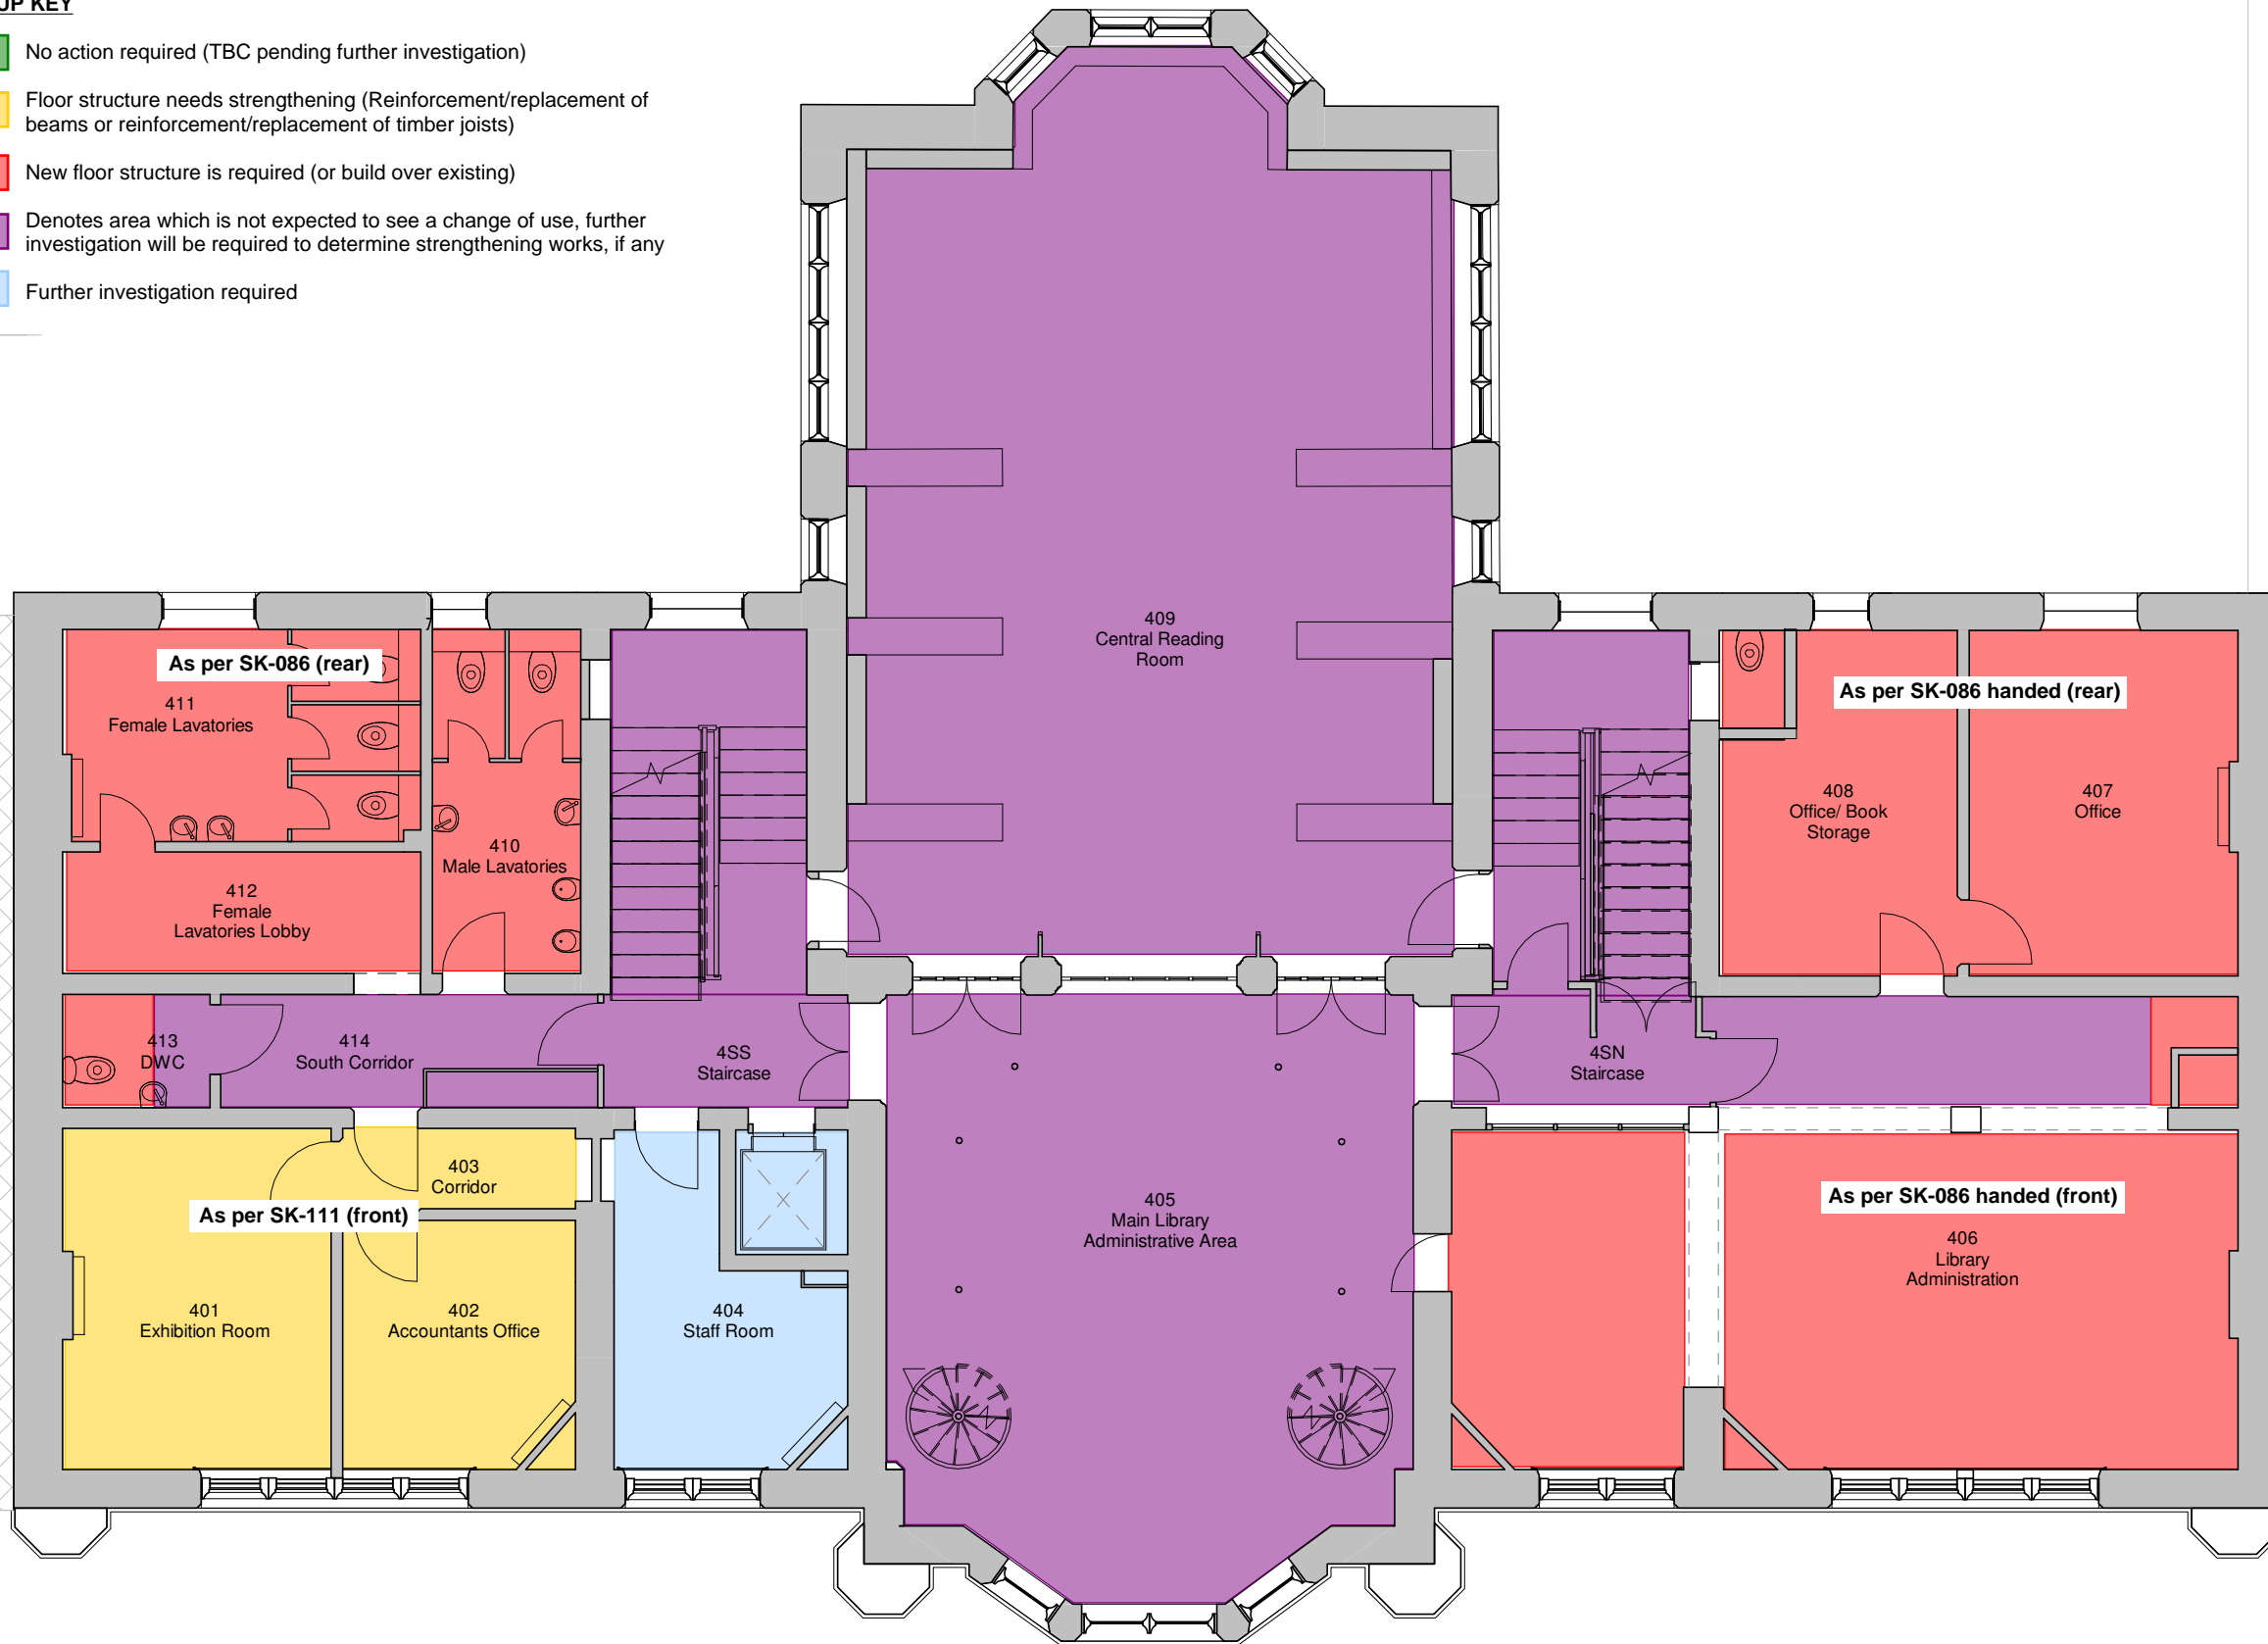 UP KEY
No action required (TBC pending further investigation)
Floor structure needs strengthening (Reinforcement/replacement of
beams or reinforcement/replacement of timber joists)
New floor structure is required (or build over existing)
Denotes area which is not expected to see a change of use, further
investigation will be required to determine strengthening works, if any
Further investigation required
409
Central Reading
Room
As per SK-086 (rear)
411
Female Lavatories
410
Male Lavatories
412
Female
Lavatories Lobby
As per SK-086 handed (rear)
408
Office/ Book
Storage
407
Office
413
DWC
414
South Corridor
4SS
Staircase
4SN
Staircase
403
Corridor
As per SK-111 (front)
401
Exhibition Room
402
Accountants Office
404
Staff Room
405
Main Library
Administrative Area
As per SK-086 handed (front)
406
Library
Administration